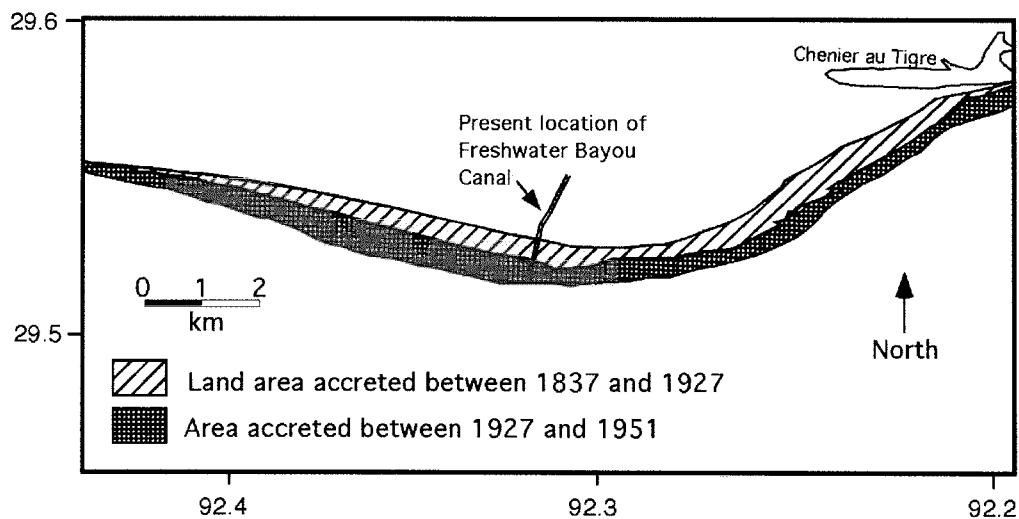 29.6
Chenier au Tigre
Present location of
Freshwater Bayou
Canal
0 1 2
km
29.5
North
Land area accreted between 1837 and 1927
Area accreted between 1927 and 1951
92.4 92.3 92.2